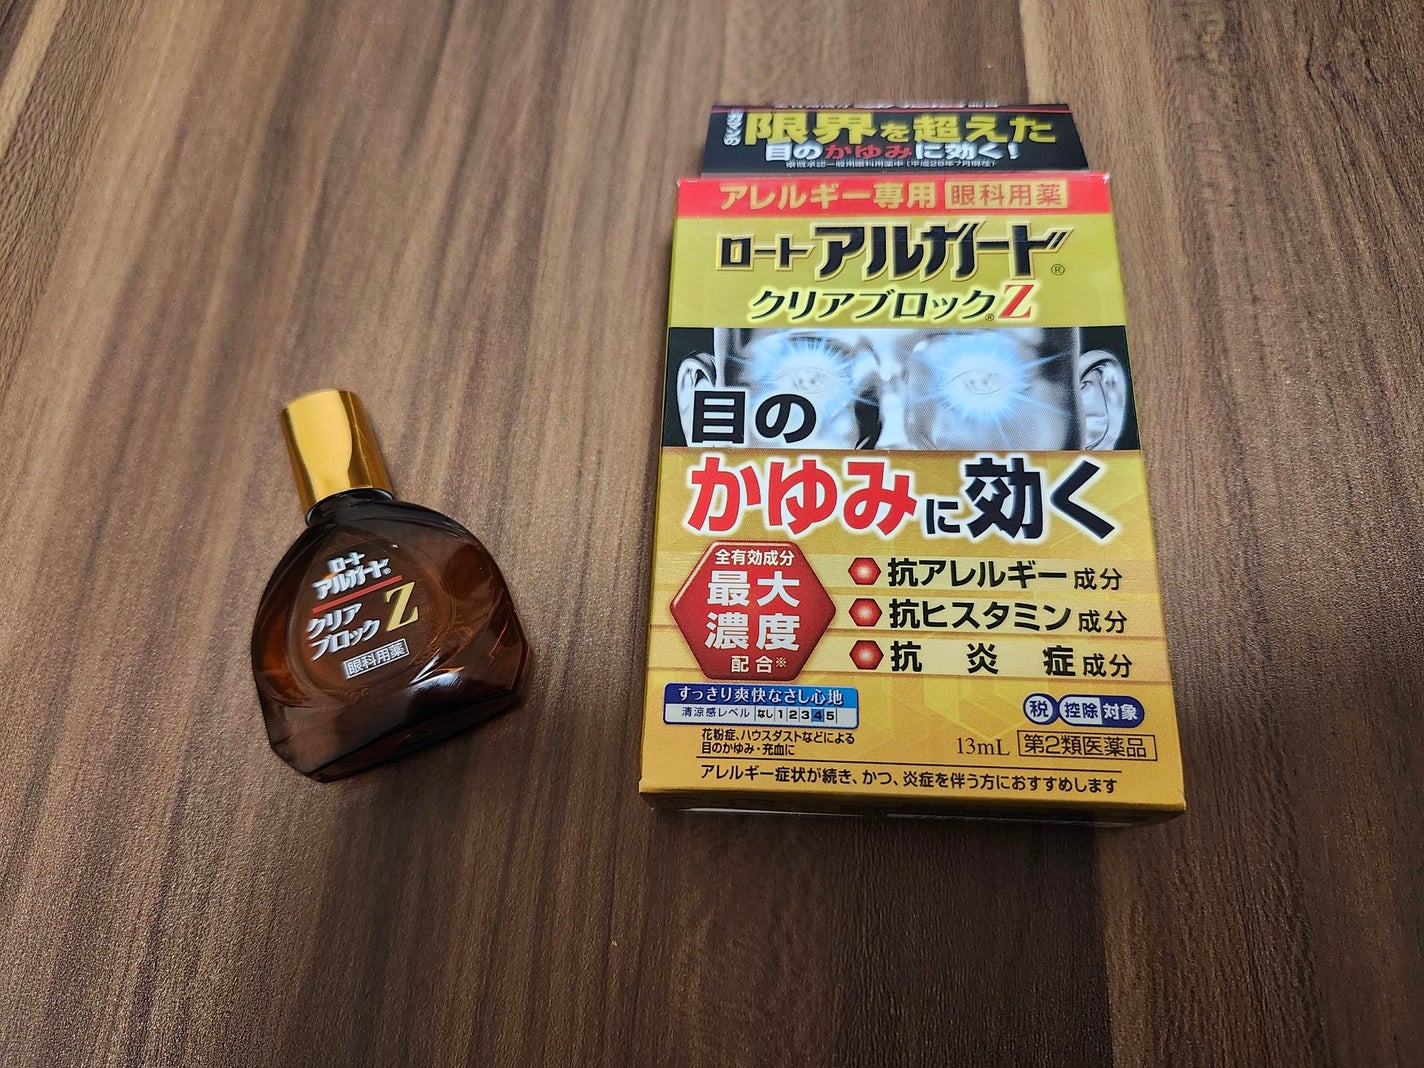 ロート
アルガード®
クリア
ブロック Z
眼科用薬
ガマンの
限界を超えた
目のかゆみに効く!
アレルギー専用 眼科用薬
ロートアルガード®
クリアブロック®Z
目の
かゆみに効く
全有効成分
最大
濃度
配合※
抗アレルギー成分
抗ヒスタミン成分
抗炎症成分
すっきり爽快なさし心地
清涼感レベル なし 1 2 3 4 5
花粉症、ハウスダストなどによる
目のかゆみ・充血に
税 控除対象
13mL 第2類医薬品
アレルギー症状が続き、かつ、炎症を伴う方におすすめします